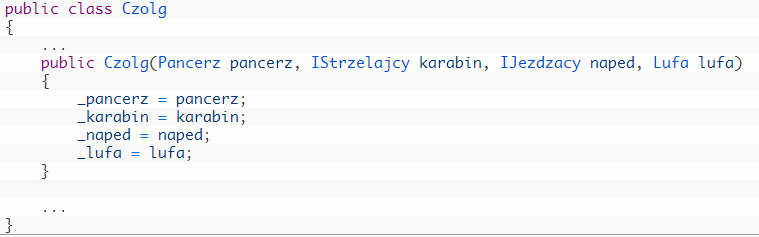 public class Czolg
{
    ...
    public Czolg(Pancerz pancerz, IStrzelajcy karabin, IJezdzacy naped, Lufa lufa)
    {
        _pancerz = pancerz;
        _karabin = karabin;
        _naped = naped;
        _lufa = lufa;
    }
    ...
}